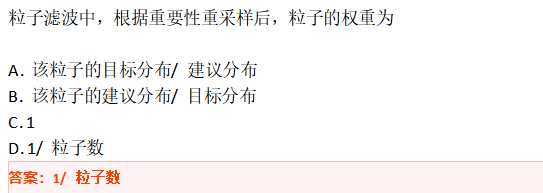 粒子滤波中，根据重要性重采样后，粒子的权重为
A. 该粒子的目标分布/ 建议分布
B. 该粒子的建议分布/ 目标分布
C.1
D.1/ 粒子数
答案：1/ 粒子数